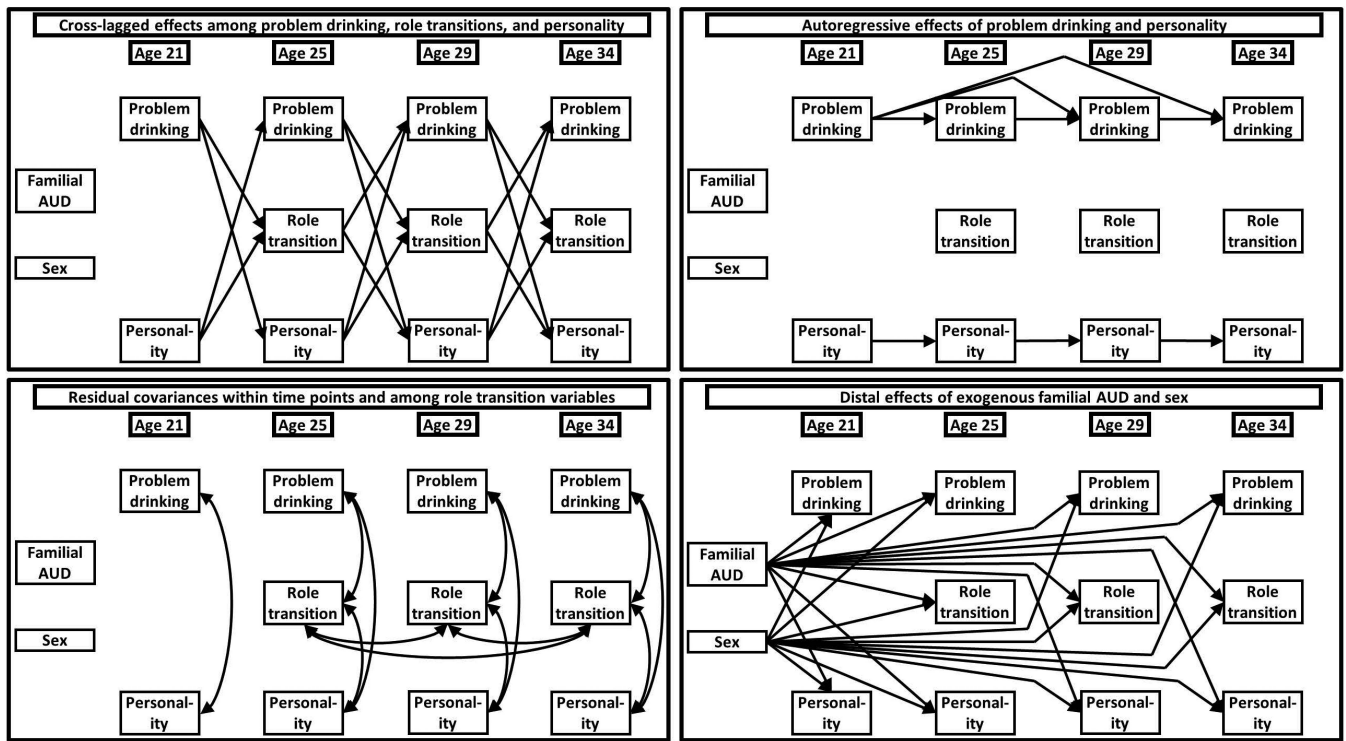 Cross-lagged effects among problem drinking, role transitions, and personality
Age 21
Age 25
Age 29
Age 34
Problem
drinking
Problem
drinking
Problem
drinking
Problem
drinking
Familial
AUD
Role
transition
Role
transition
Role
transition
Sex
Personal-
ity
Personal-
ity
Personal-
ity
Personal-
ity
Autoregressive effects of problem drinking and personality
Age 21
Age 25
Age 29
Age 34
Problem
drinking
Problem
drinking
Problem
drinking
Problem
drinking
Familial
AUD
Role
transition
Role
transition
Role
transition
Sex
Personal-
ity
Personal-
ity
Personal-
ity
Personal-
ity
Residual covariances within time points and among role transition variables
Age 21
Age 25
Age 29
Age 34
Problem
drinking
Problem
drinking
Problem
drinking
Problem
drinking
Familial
AUD
Role
transition
Role
transition
Role
transition
Sex
Personal-
ity
Personal-
ity
Personal-
ity
Personal-
ity
Distal effects of exogenous familial AUD and sex
Age 21
Age 25
Age 29
Age 34
Problem
drinking
Problem
drinking
Problem
drinking
Problem
drinking
Familial
AUD
Role
transition
Role
transition
Role
transition
Sex
Personal-
ity
Personal-
ity
Personal-
ity
Personal-
ity